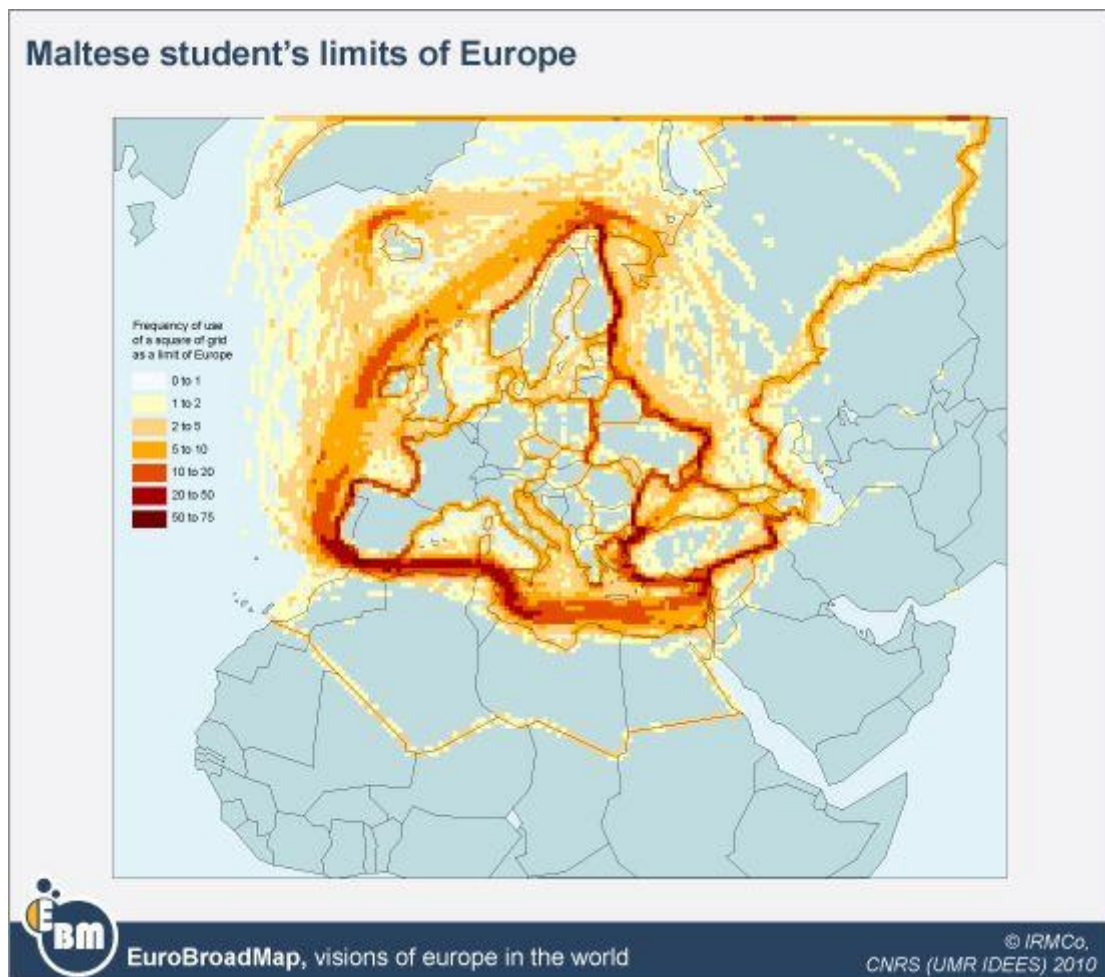 Maltese student's limits of Europe
Frequency of use
of a square of grid
as a limit of Europe
0 to 1
1 to 2
2 to 5
5 to 10
10 to 20
20 to 50
50 to 75
EBM
EuroBroadMap, visions of europe in the world
© IRMCo,
CNRS (UMR IDEES) 2010